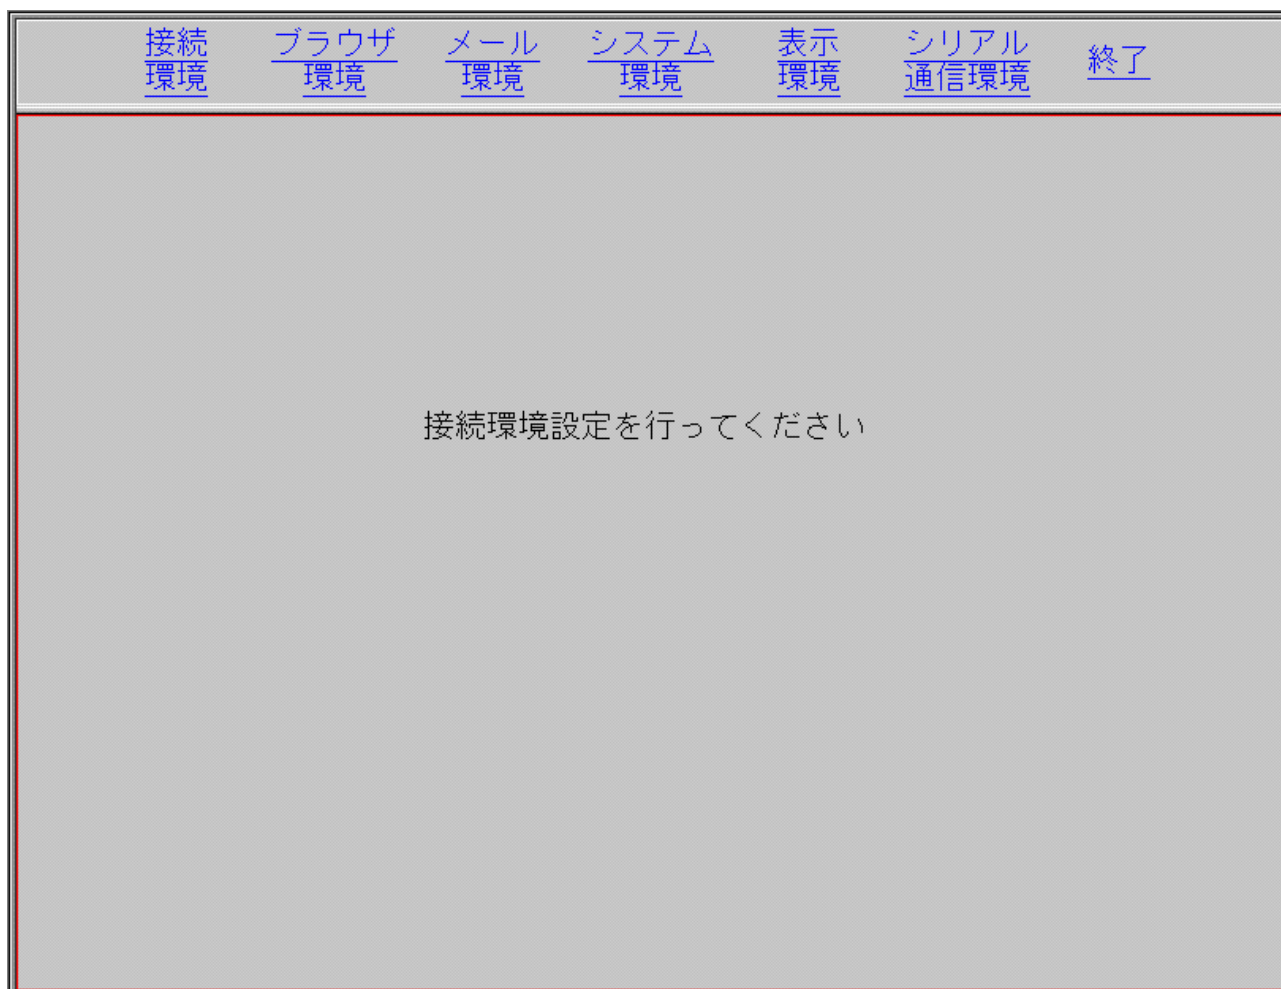 接続
環境
ブラウザ
環境
メール
環境
システム
環境
表示
環境
シリアル
通信環境
終了
接続環境設定を行ってください